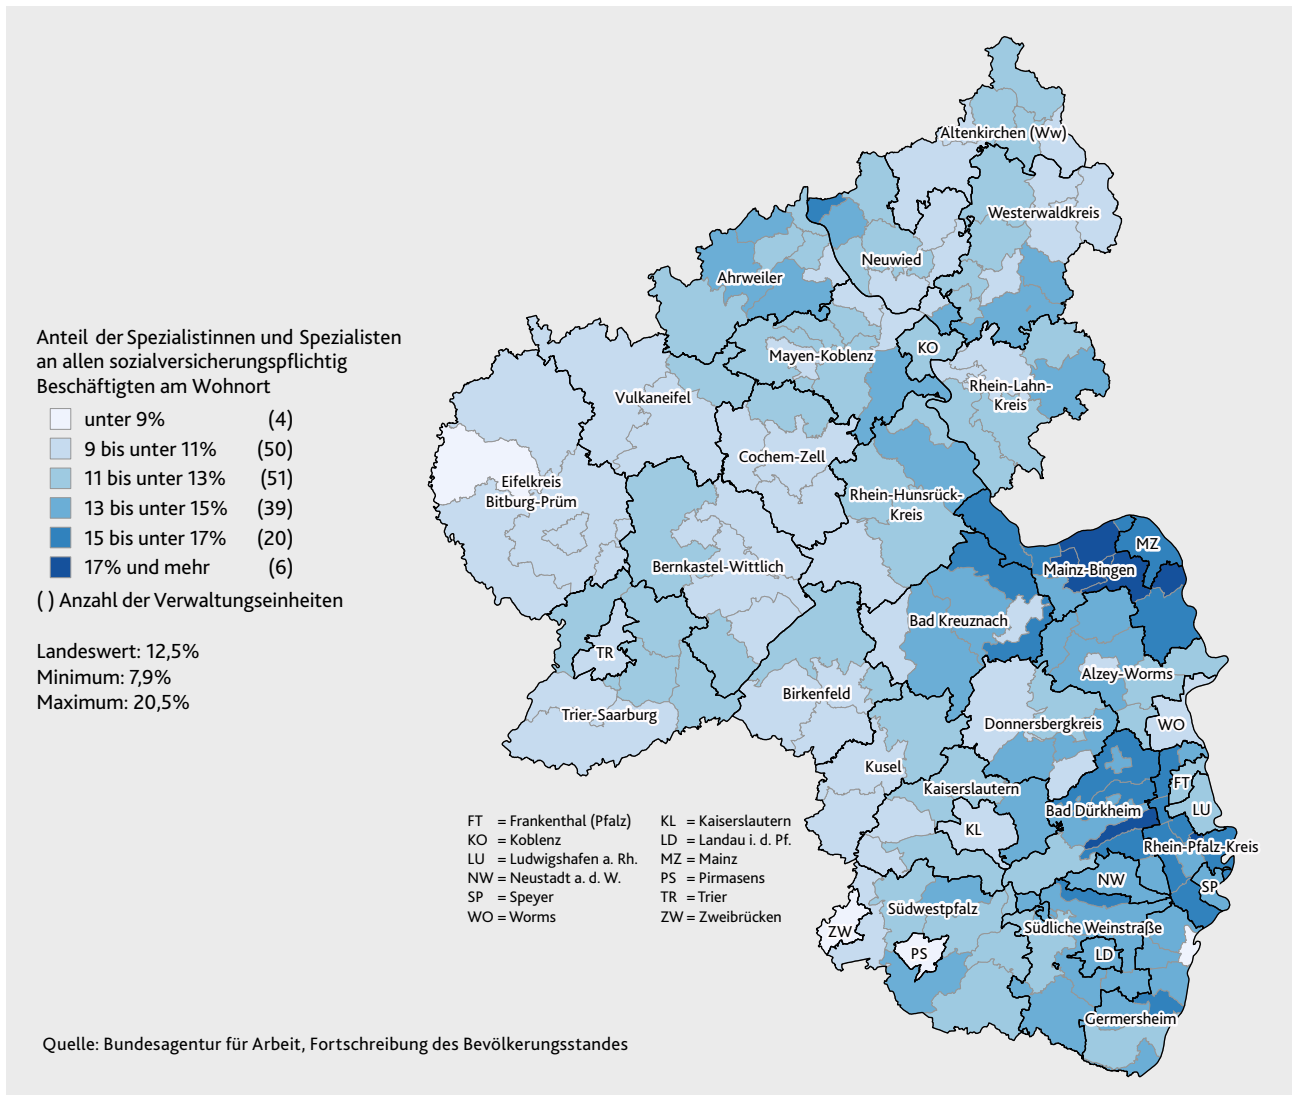 Altenkirchen (Ww)
Westerwaldkreis
Neuwied
Ahrweiler
Mayen-Koblenz
KO
Rhein-Lahn-
Kreis
Vulkaneifel
Cochem-Zell
Eifelkreis
Bitburg-Prüm
Rhein-Hunsrück-
Kreis
Bernkastel-Wittlich
MZ
Mainz-Bingen
Bad Kreuznach
TR
Alzey-Worms
Birkenfeld
Trier-Saarburg
Donnersbergkreis
WO
Kusel
Kaiserslautern
FT
Bad Dürkheim
LU
KL
Rhein-Pfalz-Kreis
NW
SP
Südwestpfalz
Südliche Weinstraße
ZW
PS
LD
Germersheim
Anteil der Spezialistinnen und Spezialisten
an allen sozialversicherungspflichtig
Beschäftigten am Wohnort
unter 9% (4)
9 bis unter 11% (50)
11 bis unter 13% (51)
13 bis unter 15% (39)
15 bis unter 17% (20)
17% und mehr (6)
( ) Anzahl der Verwaltungseinheiten
Landeswert: 12,5%
Minimum: 7,9%
Maximum: 20,5%
FT = Frankenthal (Pfalz) KL = Kaiserslautern
KO = Koblenz LD = Landau i. d. Pf.
LU = Ludwigshafen a. Rh. MZ = Mainz
NW = Neustadt a. d. W. PS = Pirmasens
SP = Speyer TR = Trier
WO = Worms ZW = Zweibrücken
Quelle: Bundesagentur für Arbeit, Fortschreibung des Bevölkerungsstandes